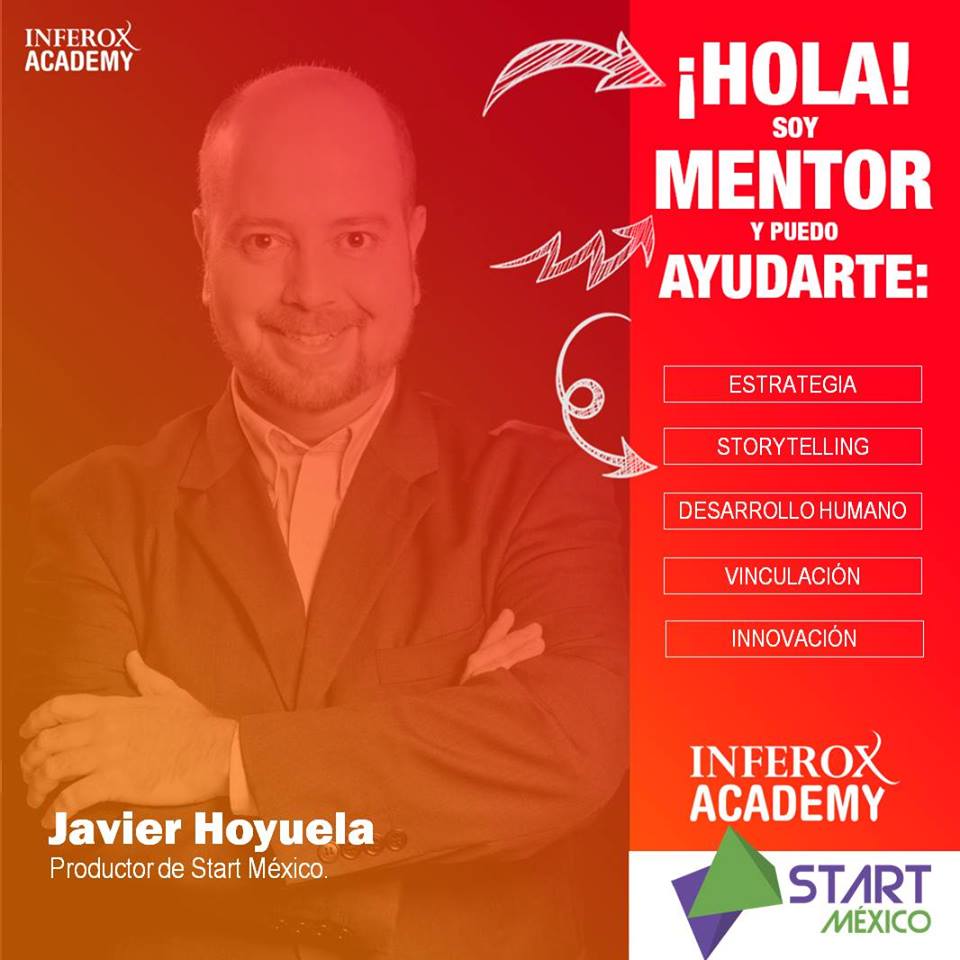 INFEROX
ACADEMY
¡HOLA!
SOY
MENTOR
Y PUEDO
AYUDARTE:
ESTRATEGIA
STORYTELLING
DESARROLLO HUMANO
VINCULACIÓN
INNOVACIÓN
INFEROX
ACADEMY
Javier Hoyuela
Productor de Start México.
START
MÉXICO